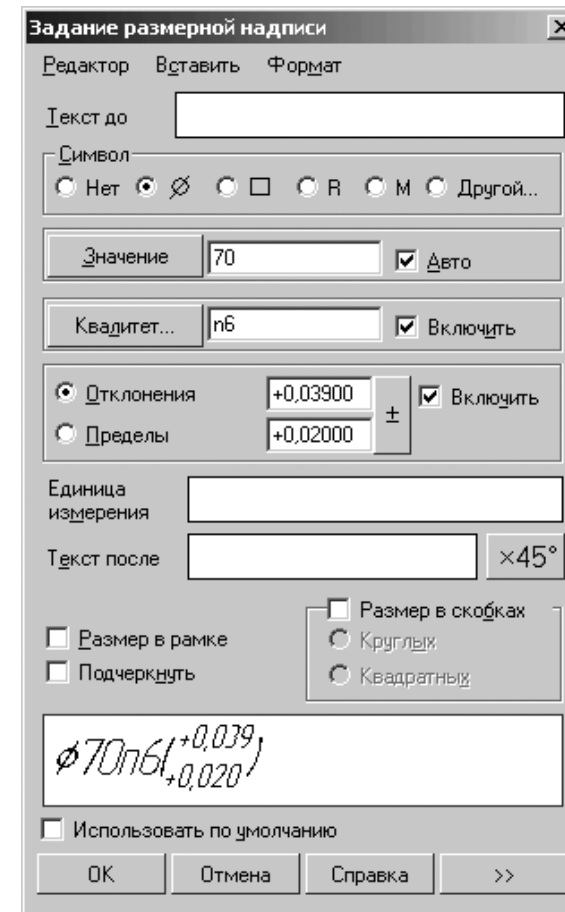 Задание размерной надписи
Редактор Вставить Формат
Текст до
Символ
Нет Ø □ R M Другой...
Значение 70 Авто
Квалитет... n6 Включить
Отклонения +0,03900 ± Включить
Пределы +0,02000
Единица
измерения
Текст после ×45°
Размер в скобках
Размер в рамке Круглых
Подчеркнуть Квадратных
⌀70n6(+0,039
+0,020)
Использовать по умолчанию
OK Отмена Справка >>